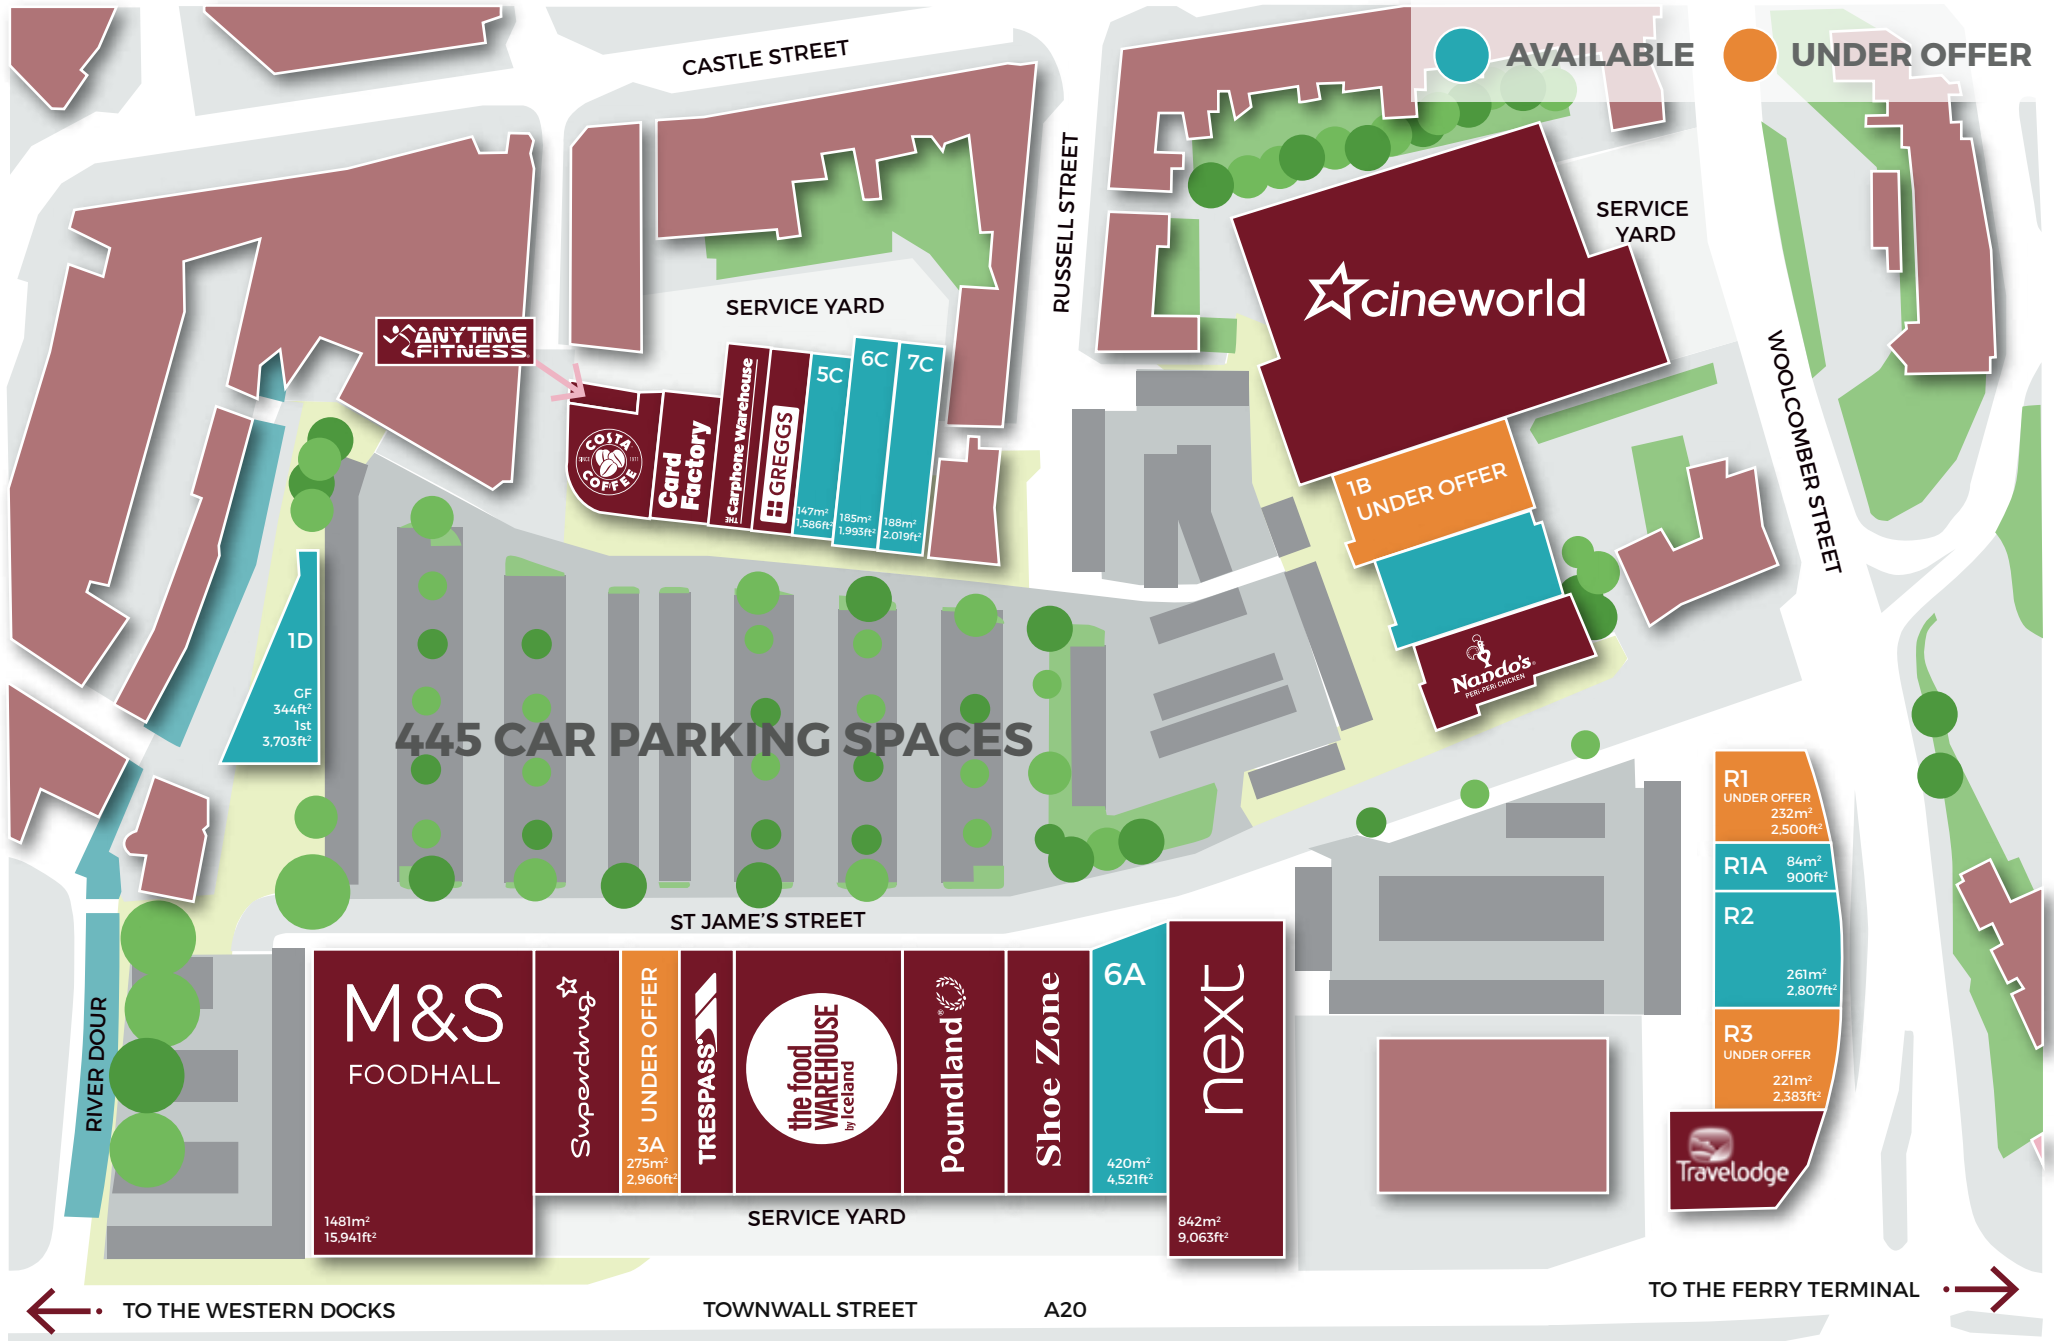 AVAILABLE
UNDER OFFER
CASTLE STREET
RUSSELL STREET
SERVICE
YARD
cineworld
WOOLCOMBER STREET
SERVICE YARD
ANYTIME
FITNESS
COSTA
COFFEE
Card
Factory
THE Carphone Warehouse
GREGGS
5C
147m²
1,586ft²
6C
185m²
1,993ft²
7C
188m²
2,019ft²
1B
UNDER OFFER
Nando's
PERi-PERi CHICKEN
1D
GF
344ft²
1st
3,703ft²
445 CAR PARKING SPACES
R1
UNDER OFFER
232m²
2,500ft²
R1A
84m²
900ft²
R2
261m²
2,807ft²
R3
UNDER OFFER
221m²
2,383ft²
Travelodge
ST JAME'S STREET
RIVER DOUR
M&S
FOODHALL
1481m²
15,941ft²
Superdrug
UNDER OFFER
3A
275m²
2,960ft²
TRESPASS
the food
WAREHOUSE
by Iceland
Poundland
Shoe Zone
6A
420m²
4,521ft²
next
842m²
9,063ft²
SERVICE YARD
TO THE WESTERN DOCKS
TOWNWALL STREET
A20
TO THE FERRY TERMINAL